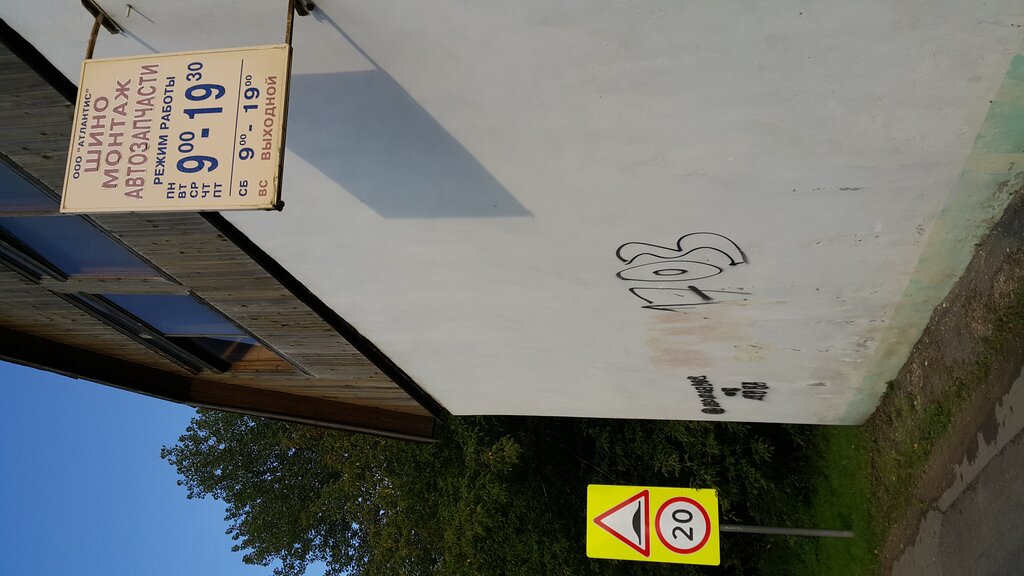 ООО "АТЛАНТИС"
ШИНО
МОНТАЖ
АВТОЗАПЧАСТИ
РЕЖИМ РАБОТЫ
ПН
ВТ
СР
ЧТ
ПТ
9⁰⁰ - 19³⁰
СБ 9⁰⁰ - 19⁰⁰
ВС ВЫХОДНОЙ
1703
20